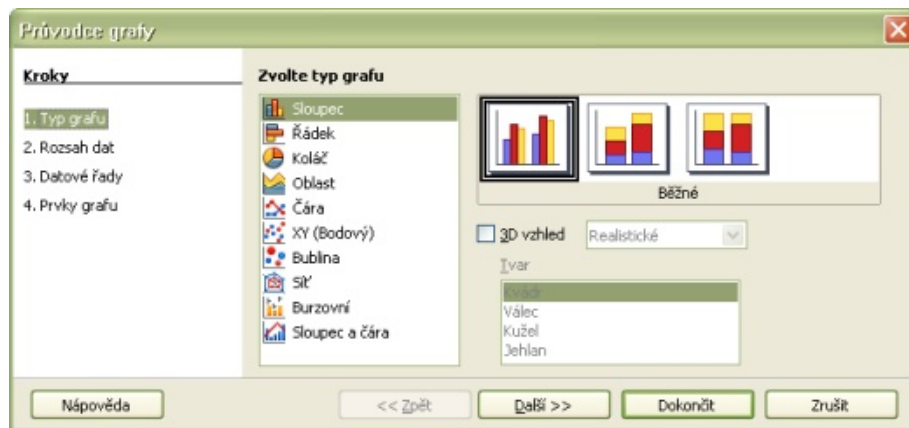 Průvodce grafy
Kroky
1. Typ grafu
2. Rozsah dat
3. Datové řady
4. Prvky grafu
Zvolte typ grafu
Sloupec
Řádek
Koláč
Oblast
Čára
XY (Bodový)
Bublina
Síť
Burzovní
Sloupec a čára
Běžné
3D vzhled
Realistické
Tvar
Kvádr
Válec
Kužel
Jehlan
Nápověda
<< Zpět
Další >>
Dokončit
Zrušit